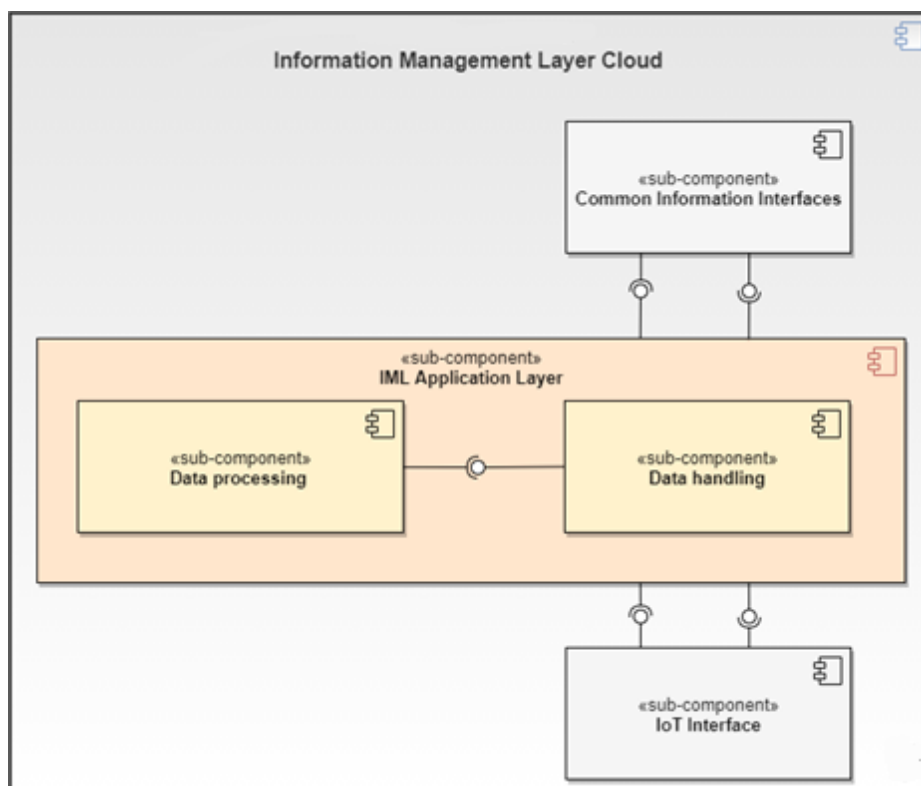 Information Management Layer Cloud
«sub-component»
Common Information Interfaces
«sub-component»
IML Application Layer
«sub-component»
Data processing
«sub-component»
Data handling
«sub-component»
IoT Interface